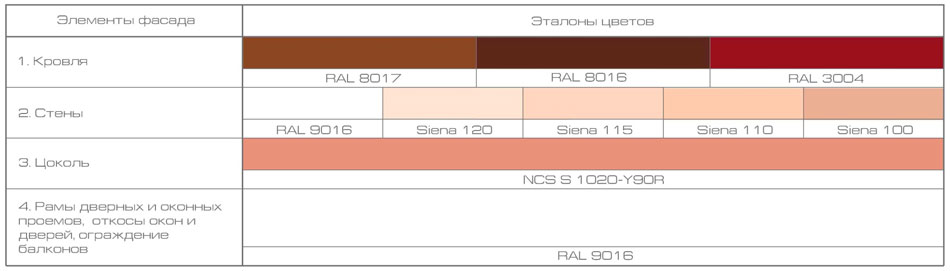 Элементы фасада
Эталоны цветов
1. Кровля
RAL 8017
RAL 8016
RAL 3004
2. Стены
RAL 9016
Siena 120
Siena 115
Siena 110
Siena 100
3. Цоколь
NCS S 1020-Y90R
4. Рамы дверных и оконных
проемов, откосы окон и
дверей, ограждение
балконов
RAL 9016